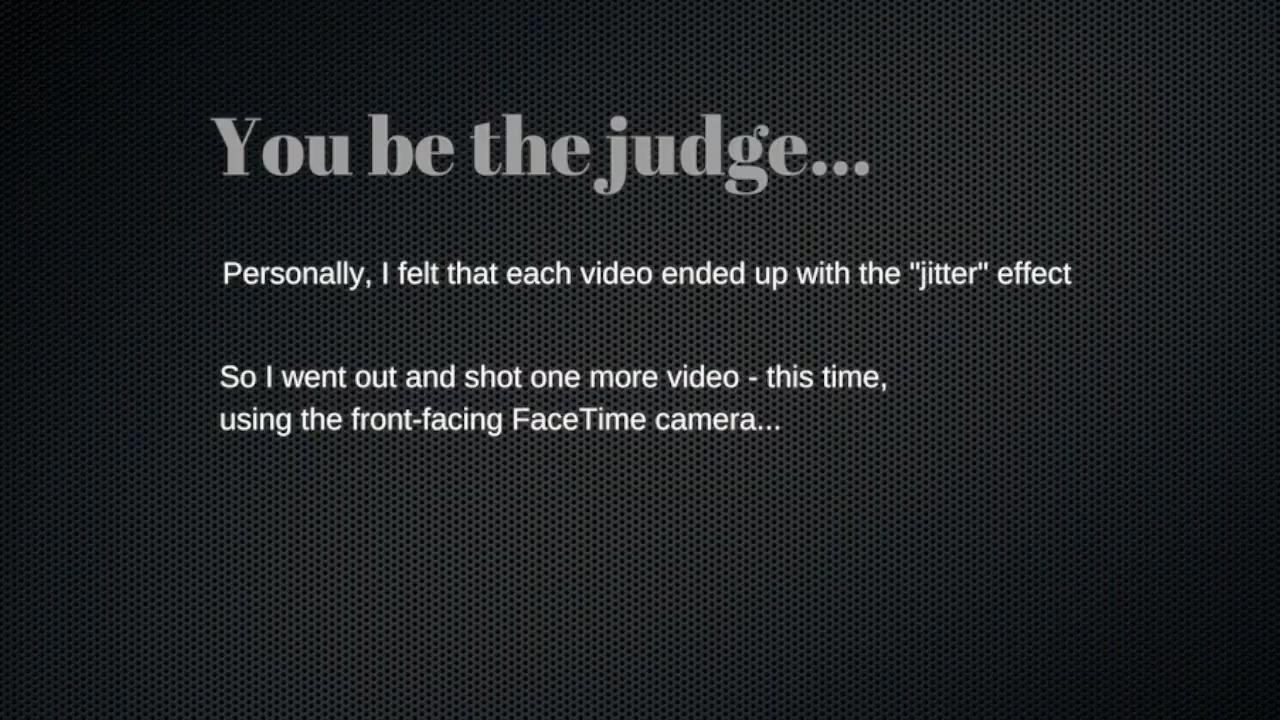 You be the judge...
Personally, I felt that each video ended up with the "jitter" effect
So I went out and shot one more video - this time,
using the front-facing FaceTime camera...